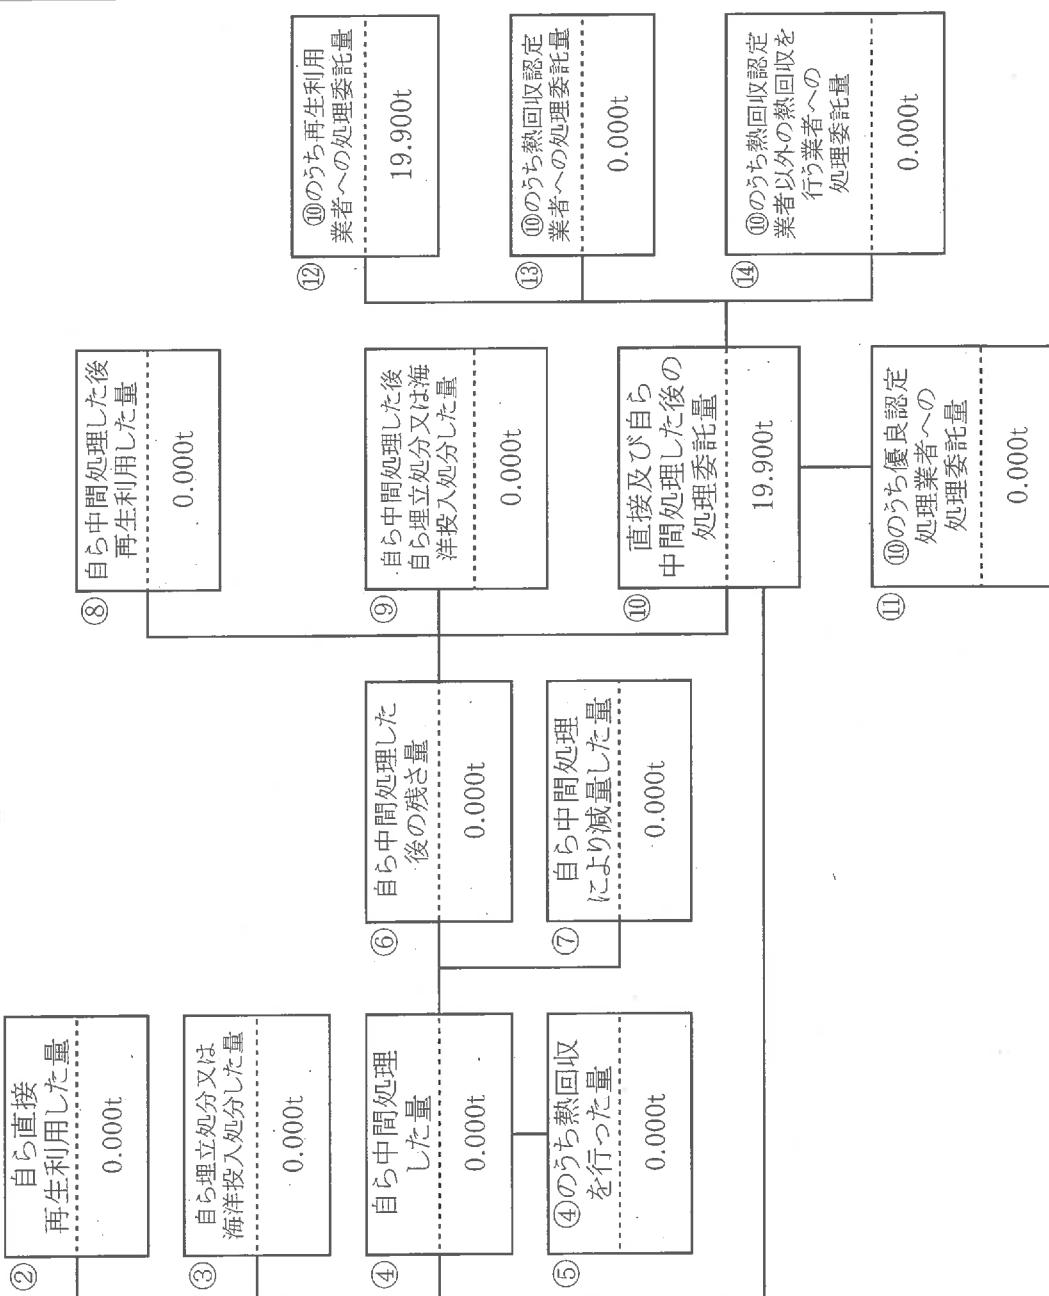 ②
自ら直接
再生利用した量
0.000t
③
自ら埋立処分又は
海洋投入処分した量
0.000t
④
自ら中間処理
した量
0.000t
⑤
④のうち熱回収
を行った量
0.000t
⑥
自ら中間処理した
後の残さ量
0.000t
⑦
自ら中間処理
により減量した量
0.000t
⑧
自ら中間処理した後
再生利用した量
0.000t
⑨
自ら中間処理した後
自ら埋立処分又は海
洋投入処分した量
0.000t
⑩
直接及び自ら
中間処理した後の
処理委託量
19.900t
⑪
⑩のうち優良認定
処理業者への
処理委託量
0.000t
⑫
⑩のうち再生利用
業者への処理委託量
19.900t
⑬
⑩のうち熱回収認定
業者への処理委託量
0.000t
⑭
⑩のうち熱回収認定
業者以外の熱回収を
行う業者への
処理委託量
0.000t